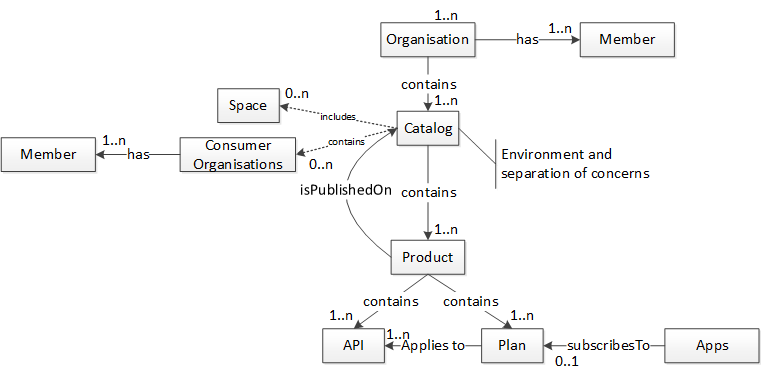 1..n
Organisation
has
1..n
Member
contains
1..n
Space
0..n
includes
Catalog
contains
0..n
Member
1..n
has
Consumer
Organisations
Environment and
separation of concerns
isPublishedOn
contains
1..n
Product
contains
contains
1..n
1..n
API
1..n
Applies to
Plan
subscribesTo
0..1
Apps